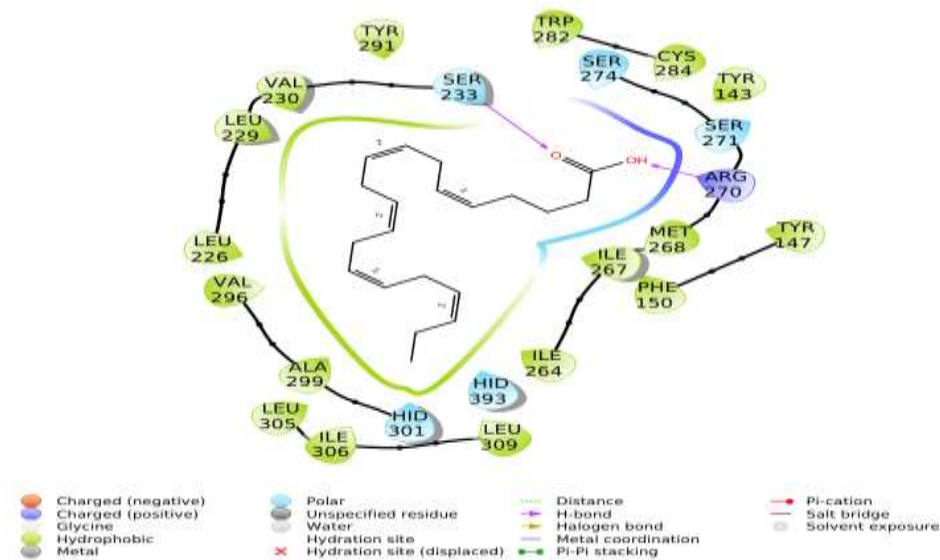 TYR
291
TRP
282
CYS
284
SER
274
TYR
143
SER
233
VAL
230
LEU
229
SER
271
ARG
270
O
OH
MET
268
TYR
147
ILE
267
PHE
150
LEU
226
VAL
296
ILE
264
ALA
299
HID
393
LEU
305
HID
301
ILE
306
LEU
309
Charged (negative)
Charged (positive)
Glycine
Hydrophobic
Metal
Polar
Unspecified residue
Water
Hydration site
Hydration site (displaced)
Distance
H-bond
Halogen bond
Metal coordination
Pi-Pi stacking
Pi-cation
Salt bridge
Solvent exposure